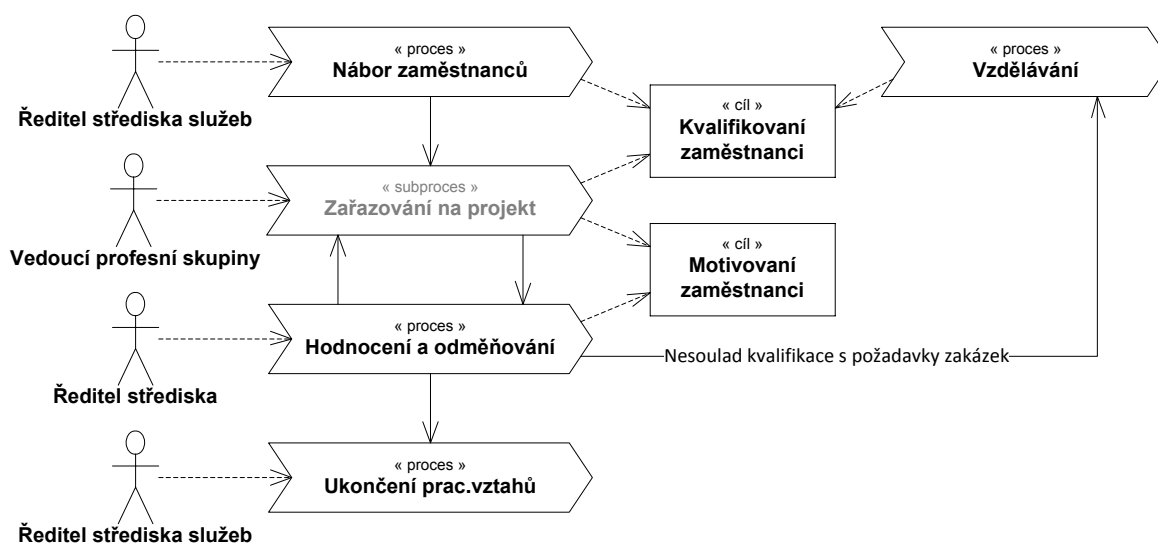 « proces »
Nábor zaměstnanců
« proces »
Vzdělávání
« cíl »
Kvalifikovaní
zaměstnanci
Ředitel střediska služeb
« subproces »
Zařazování na projekt
« cíl »
Motivovaní
zaměstnanci
Vedoucí profesní skupiny
« proces »
Hodnocení a odměňování
Nesoulad kvalifikace s požadavky zakázek
Ředitel střediska
« proces »
Ukončení prac.vztahů
Ředitel střediska služeb